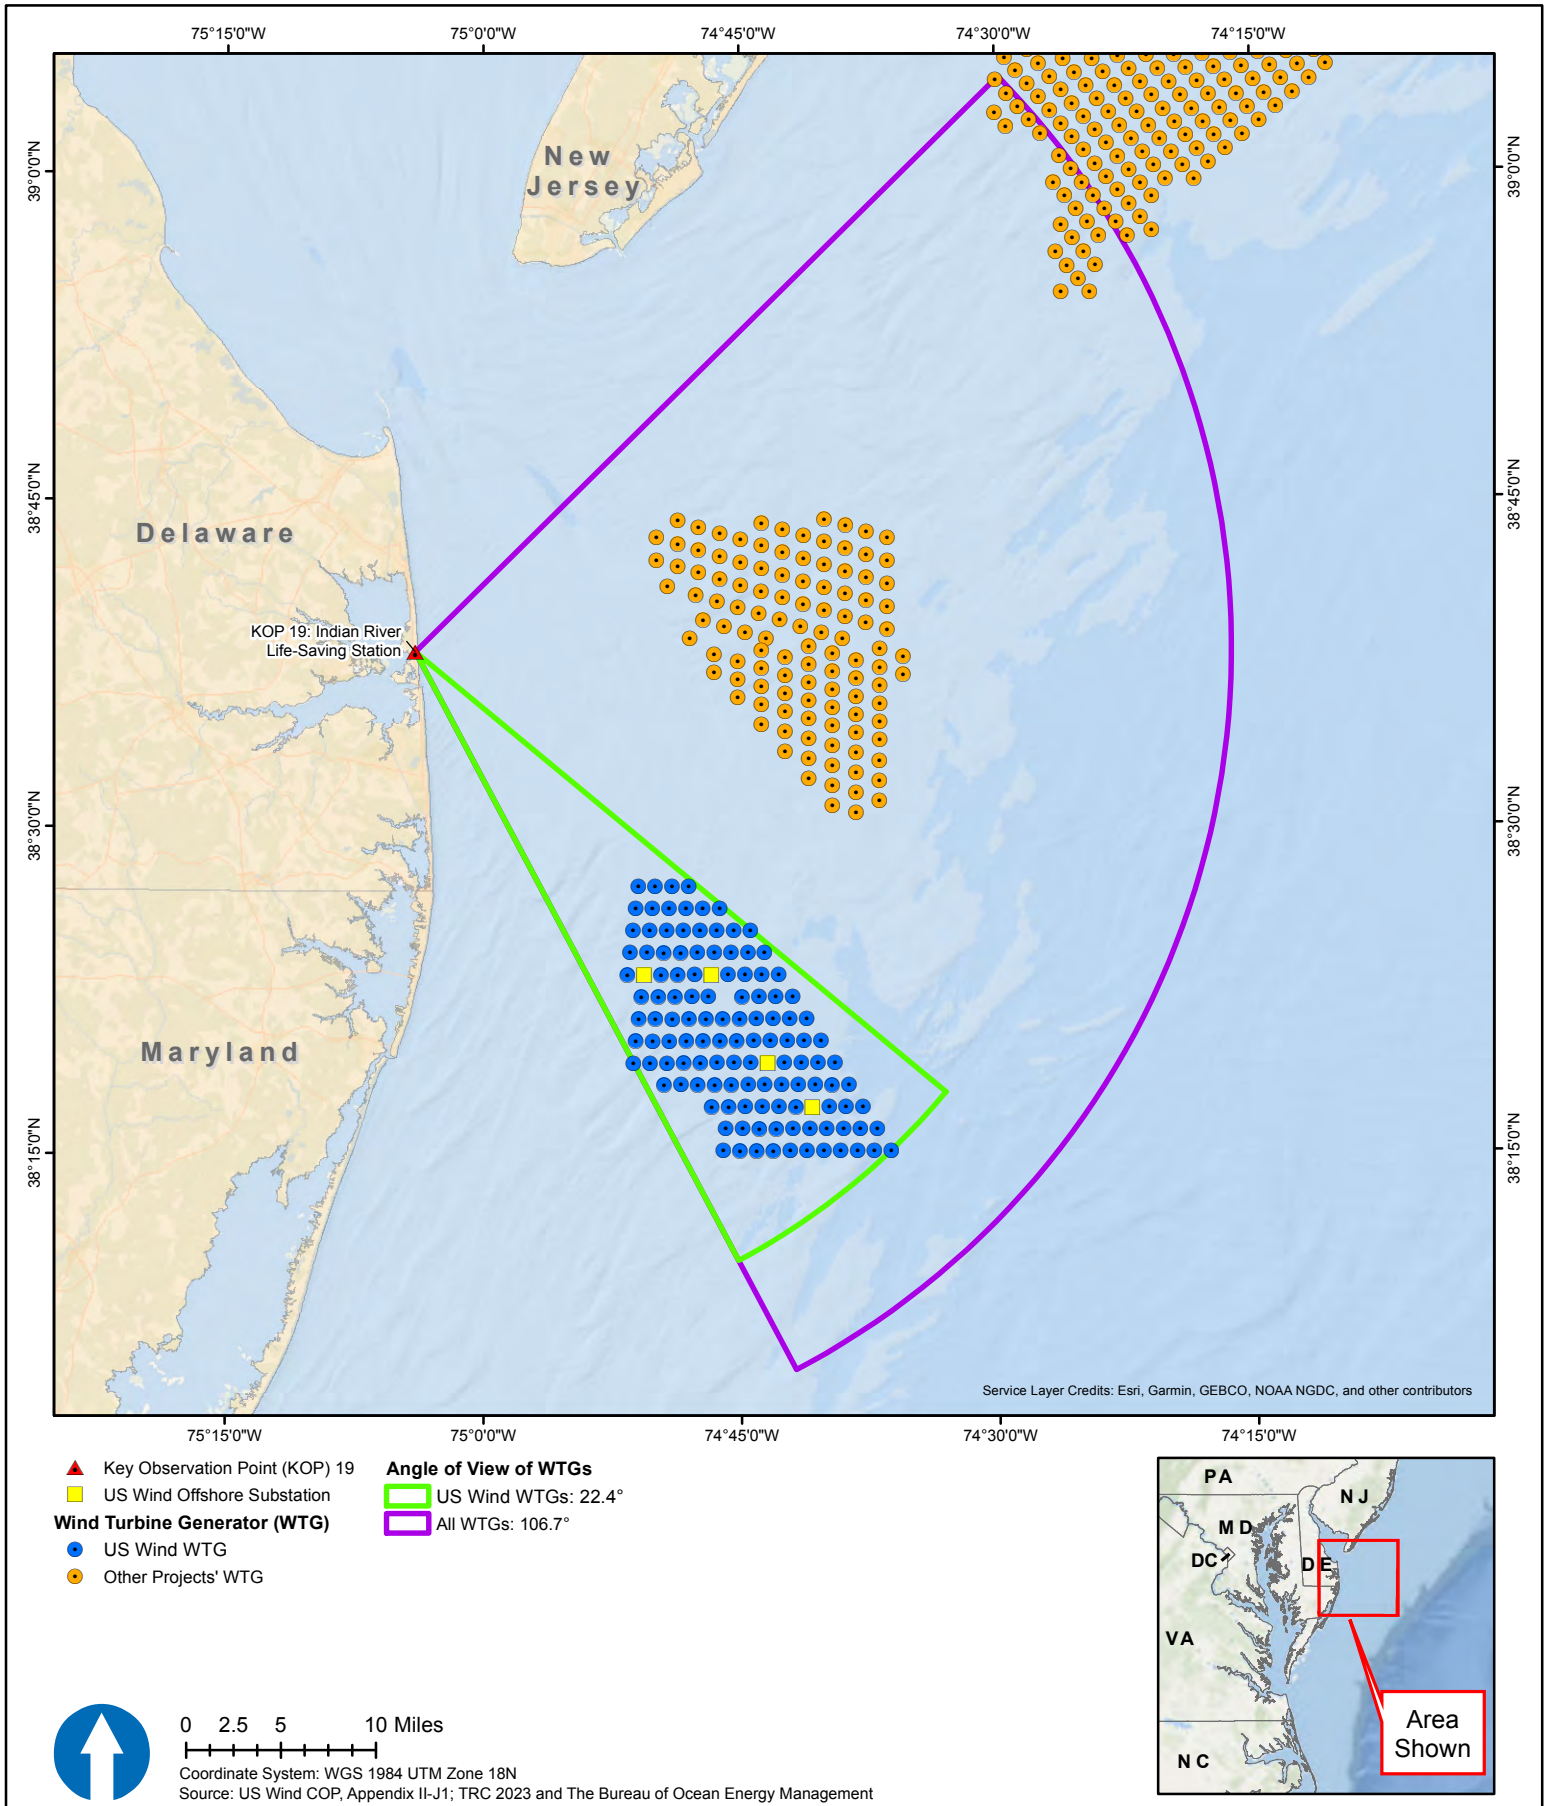 75°15'0"W 75°0'0"W 74°45'0"W 74°30'0"W 74°15'0"W
39°0'0"N
39°0'0"N
New
Jersey
38°45'0"N
38°45'0"N
Delaware
KOP 19: Indian River
Life-Saving Station
38°30'0"N
38°30'0"N
Maryland
38°15'0"N
38°15'0"N
Service Layer Credits: Esri, Garmin, GEBCO, NOAA NGDC, and other contributors
75°15'0"W 75°0'0"W 74°45'0"W 74°30'0"W 74°15'0"W
Key Observation Point (KOP) 19
US Wind Offshore Substation
Wind Turbine Generator (WTG)
US Wind WTG
Other Projects' WTG
Angle of View of WTGs
US Wind WTGs: 22.4°
All WTGs: 106.7°
PA
NJ
MD
DC
DE
VA
NC
Area
Shown
0 2.5 5 10 Miles
Coordinate System: WGS 1984 UTM Zone 18N
Source: US Wind COP, Appendix II-J1; TRC 2023 and The Bureau of Ocean Energy Management